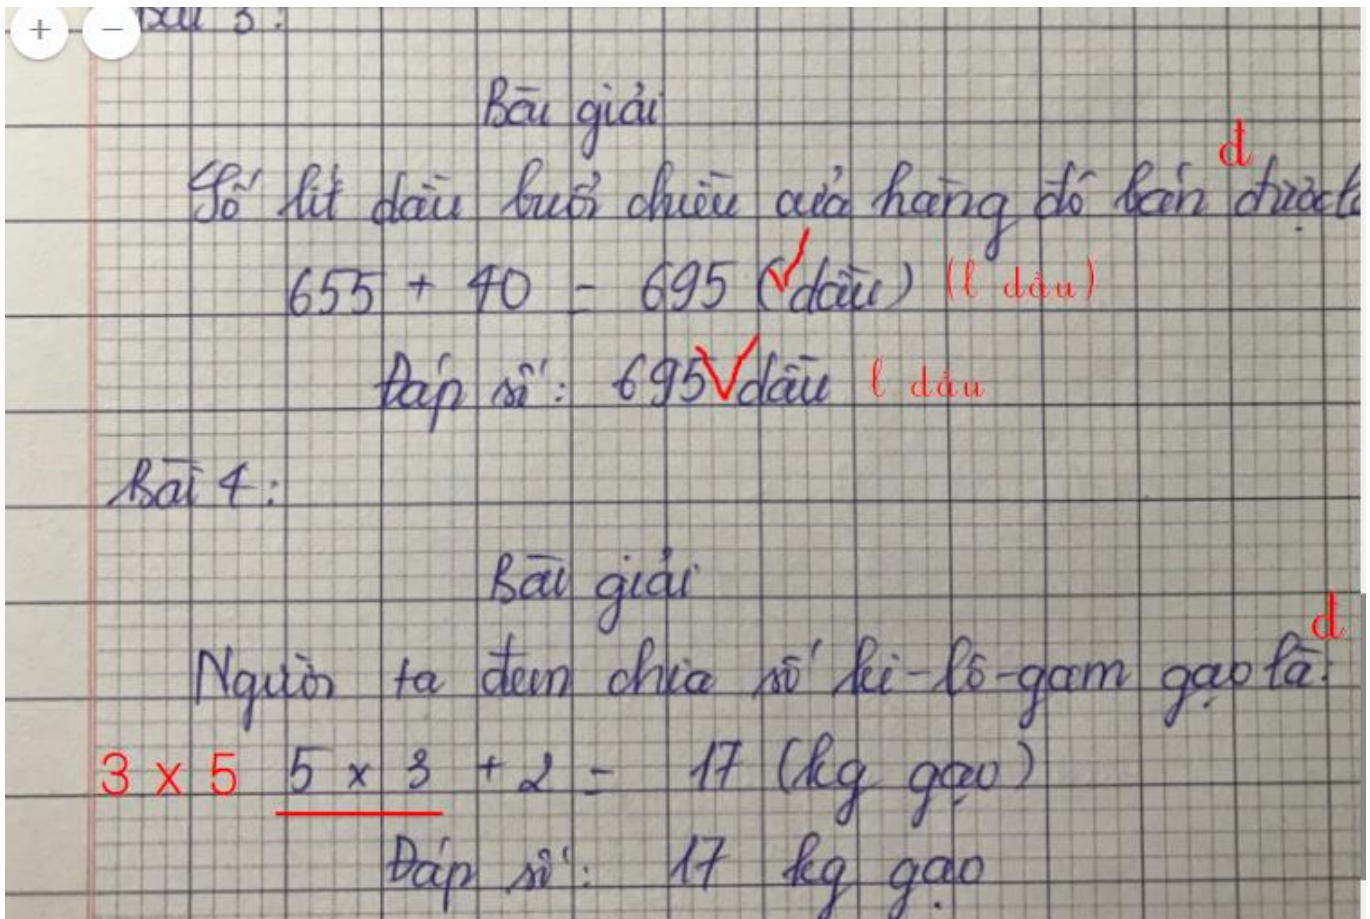 Bài 3:
Bài giải
đ
Số lít dầu buổi chiều cửa hàng đó bán được
655 + 40 = 695 (dầu) (l dầu)
Đáp số: 695 dầu l dầu
Bài 4:
Bài giải
đ
Người ta đem chia số ki-lô-gam gạo là:
3 x 5 5 x 3 + 2 = 17 (kg gạo)
Đáp số: 17 kg gạo